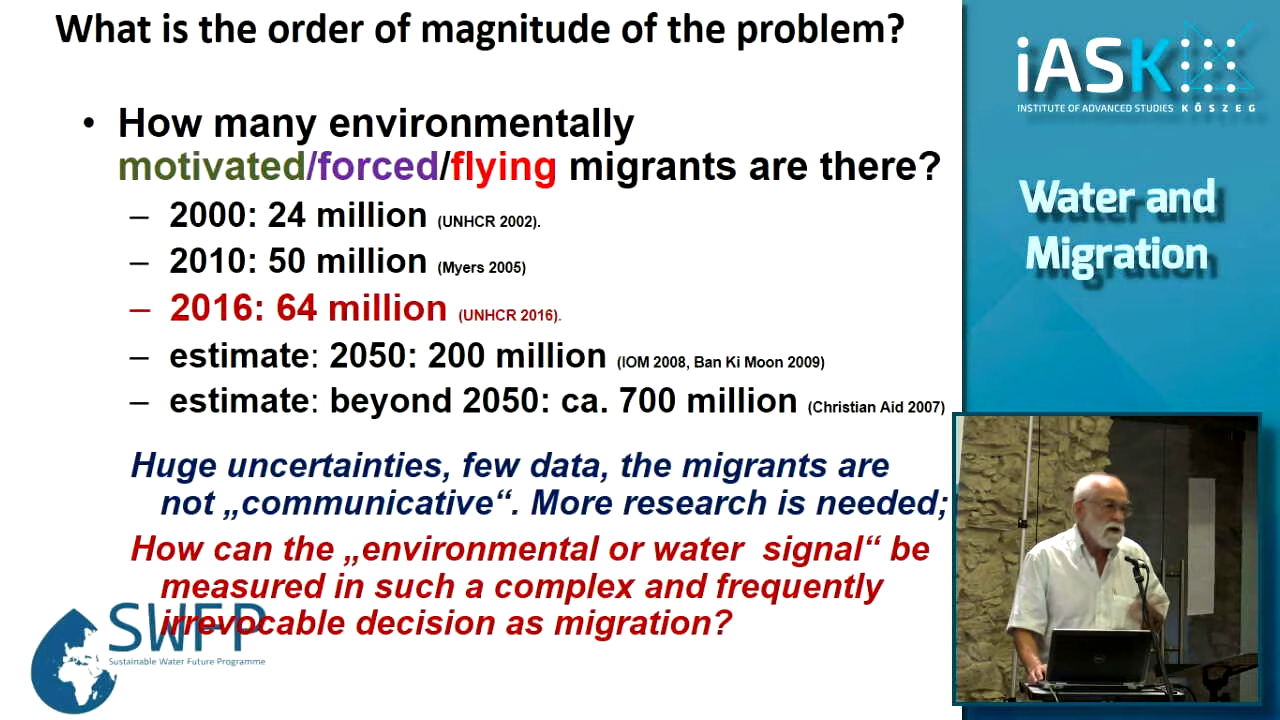 What is the order of magnitude of the problem?
• How many environmentally
motivated/forced/flying migrants are there?
– 2000: 24 million (UNHCR 2002).
– 2010: 50 million (Myers 2005)
– 2016: 64 million (UNHCR 2016).
– estimate: 2050: 200 million (IOM 2008, Ban Ki Moon 2009)
– estimate: beyond 2050: ca. 700 million (Christian Aid 2007)
Huge uncertainties, few data, the migrants are
not „communicative“. More research is needed;
How can the „environmental or water signal“ be
measured in such a complex and frequently
irrevocable decision as migration?
SWFP
Sustainable Water Future Programme
iASK
INSTITUTE OF ADVANCED STUDIES KŐSZEG
Water and
Migration